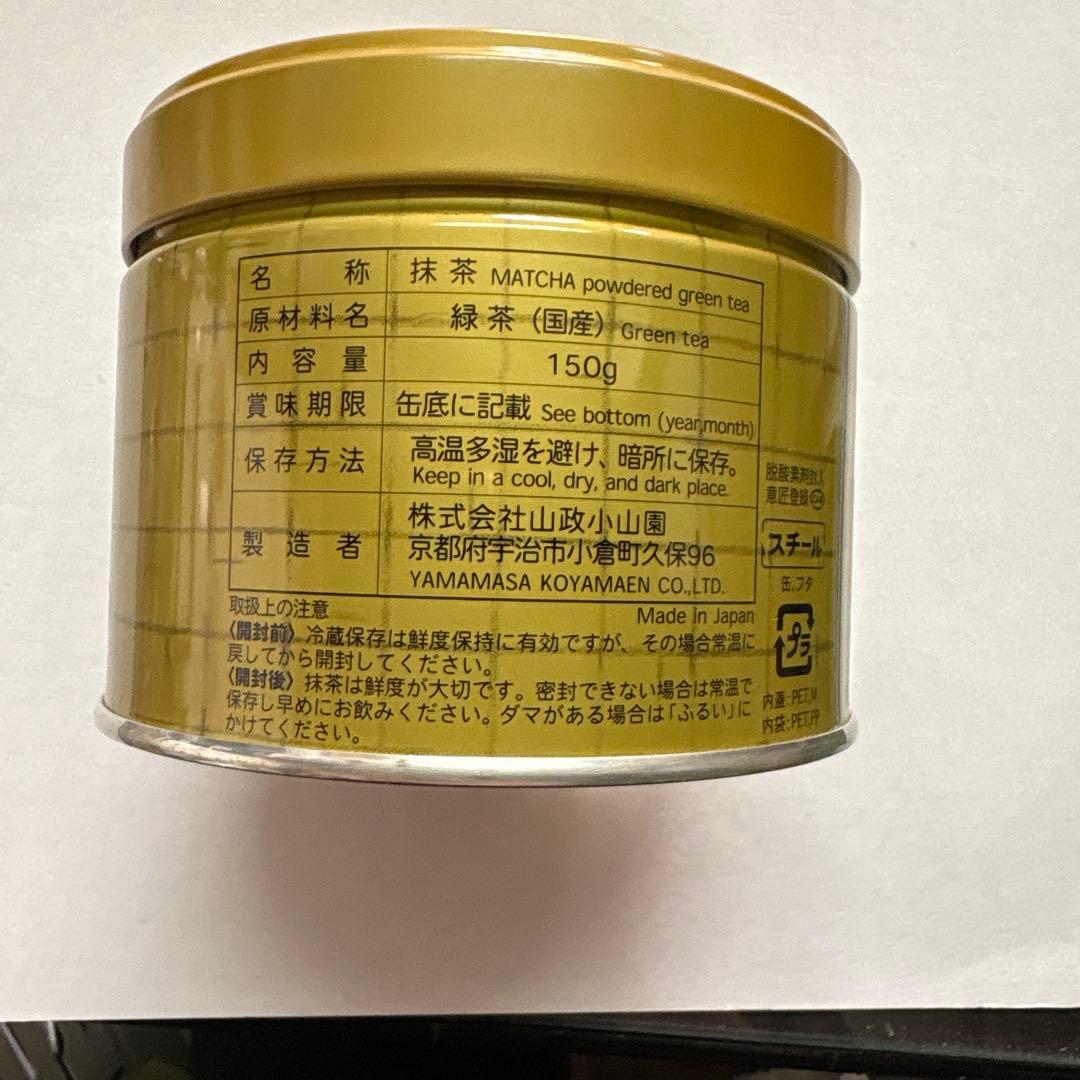 名称 抹茶 MATCHA powdered green tea
原材料名 緑茶(国産) Green tea
内容量 150g
賞味期限 缶底に記載 See bottom (year,month)
保存方法 高温多湿を避け、暗所に保存。
Keep in a cool, dry, and dark place.
製造者 株式会社山政小山園
京都府宇治市小倉町久保96
YAMAMASA KOYAMAEN CO.,LTD.
Made in Japan
取扱上の注意
〈開封前〉冷蔵保存は鮮度保持に有効ですが、その場合常温に
戻してから開封してください。
〈開封後〉抹茶は鮮度が大切です。密封できない場合は常温で
保存し早めにお飲みください。ダマがある場合は「ふるい」に
かけてください。
脱酸素剤封入
意匠登録
スチール
缶、フタ
プラ
内蓋:PET,M
内袋:PET,PP